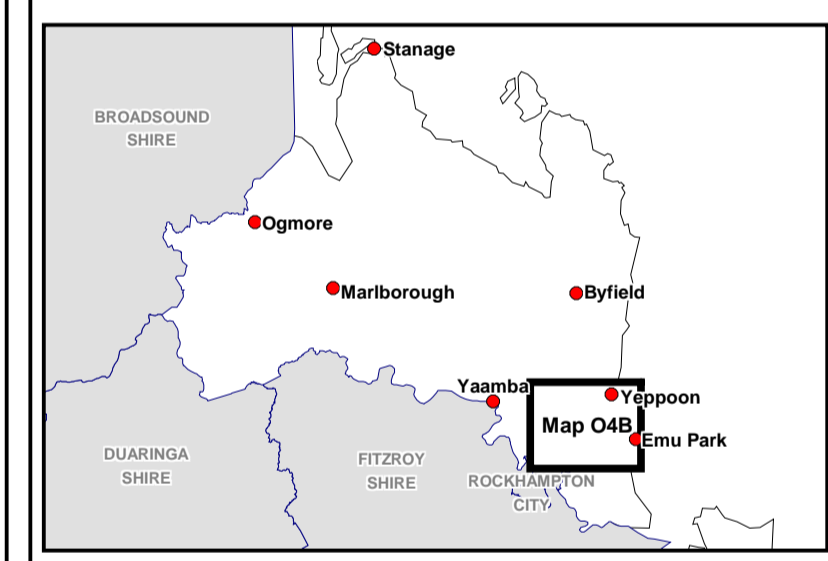 Stanage
BROADSOUND
SHIRE
Ogmore
Marlborough
Byfield
Yaamba
Yeppoon
Map O4B
Emu Park
DUARINGA
SHIRE
FITZROY
SHIRE
ROCKHAMPTON
CITY